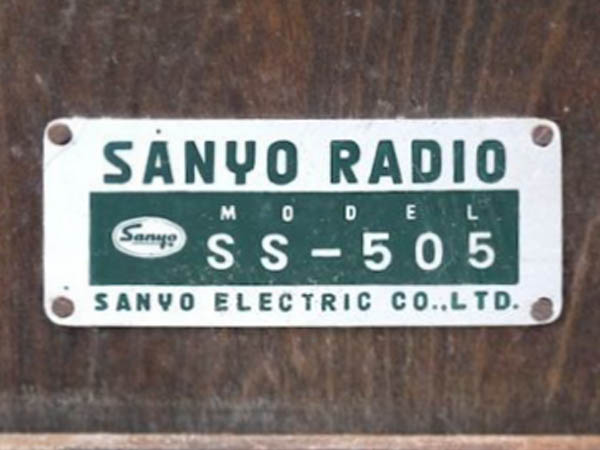 SANYO RADIO
MODEL
Sanyo
SS-505
SANYO ELECTRIC CO.,LTD.